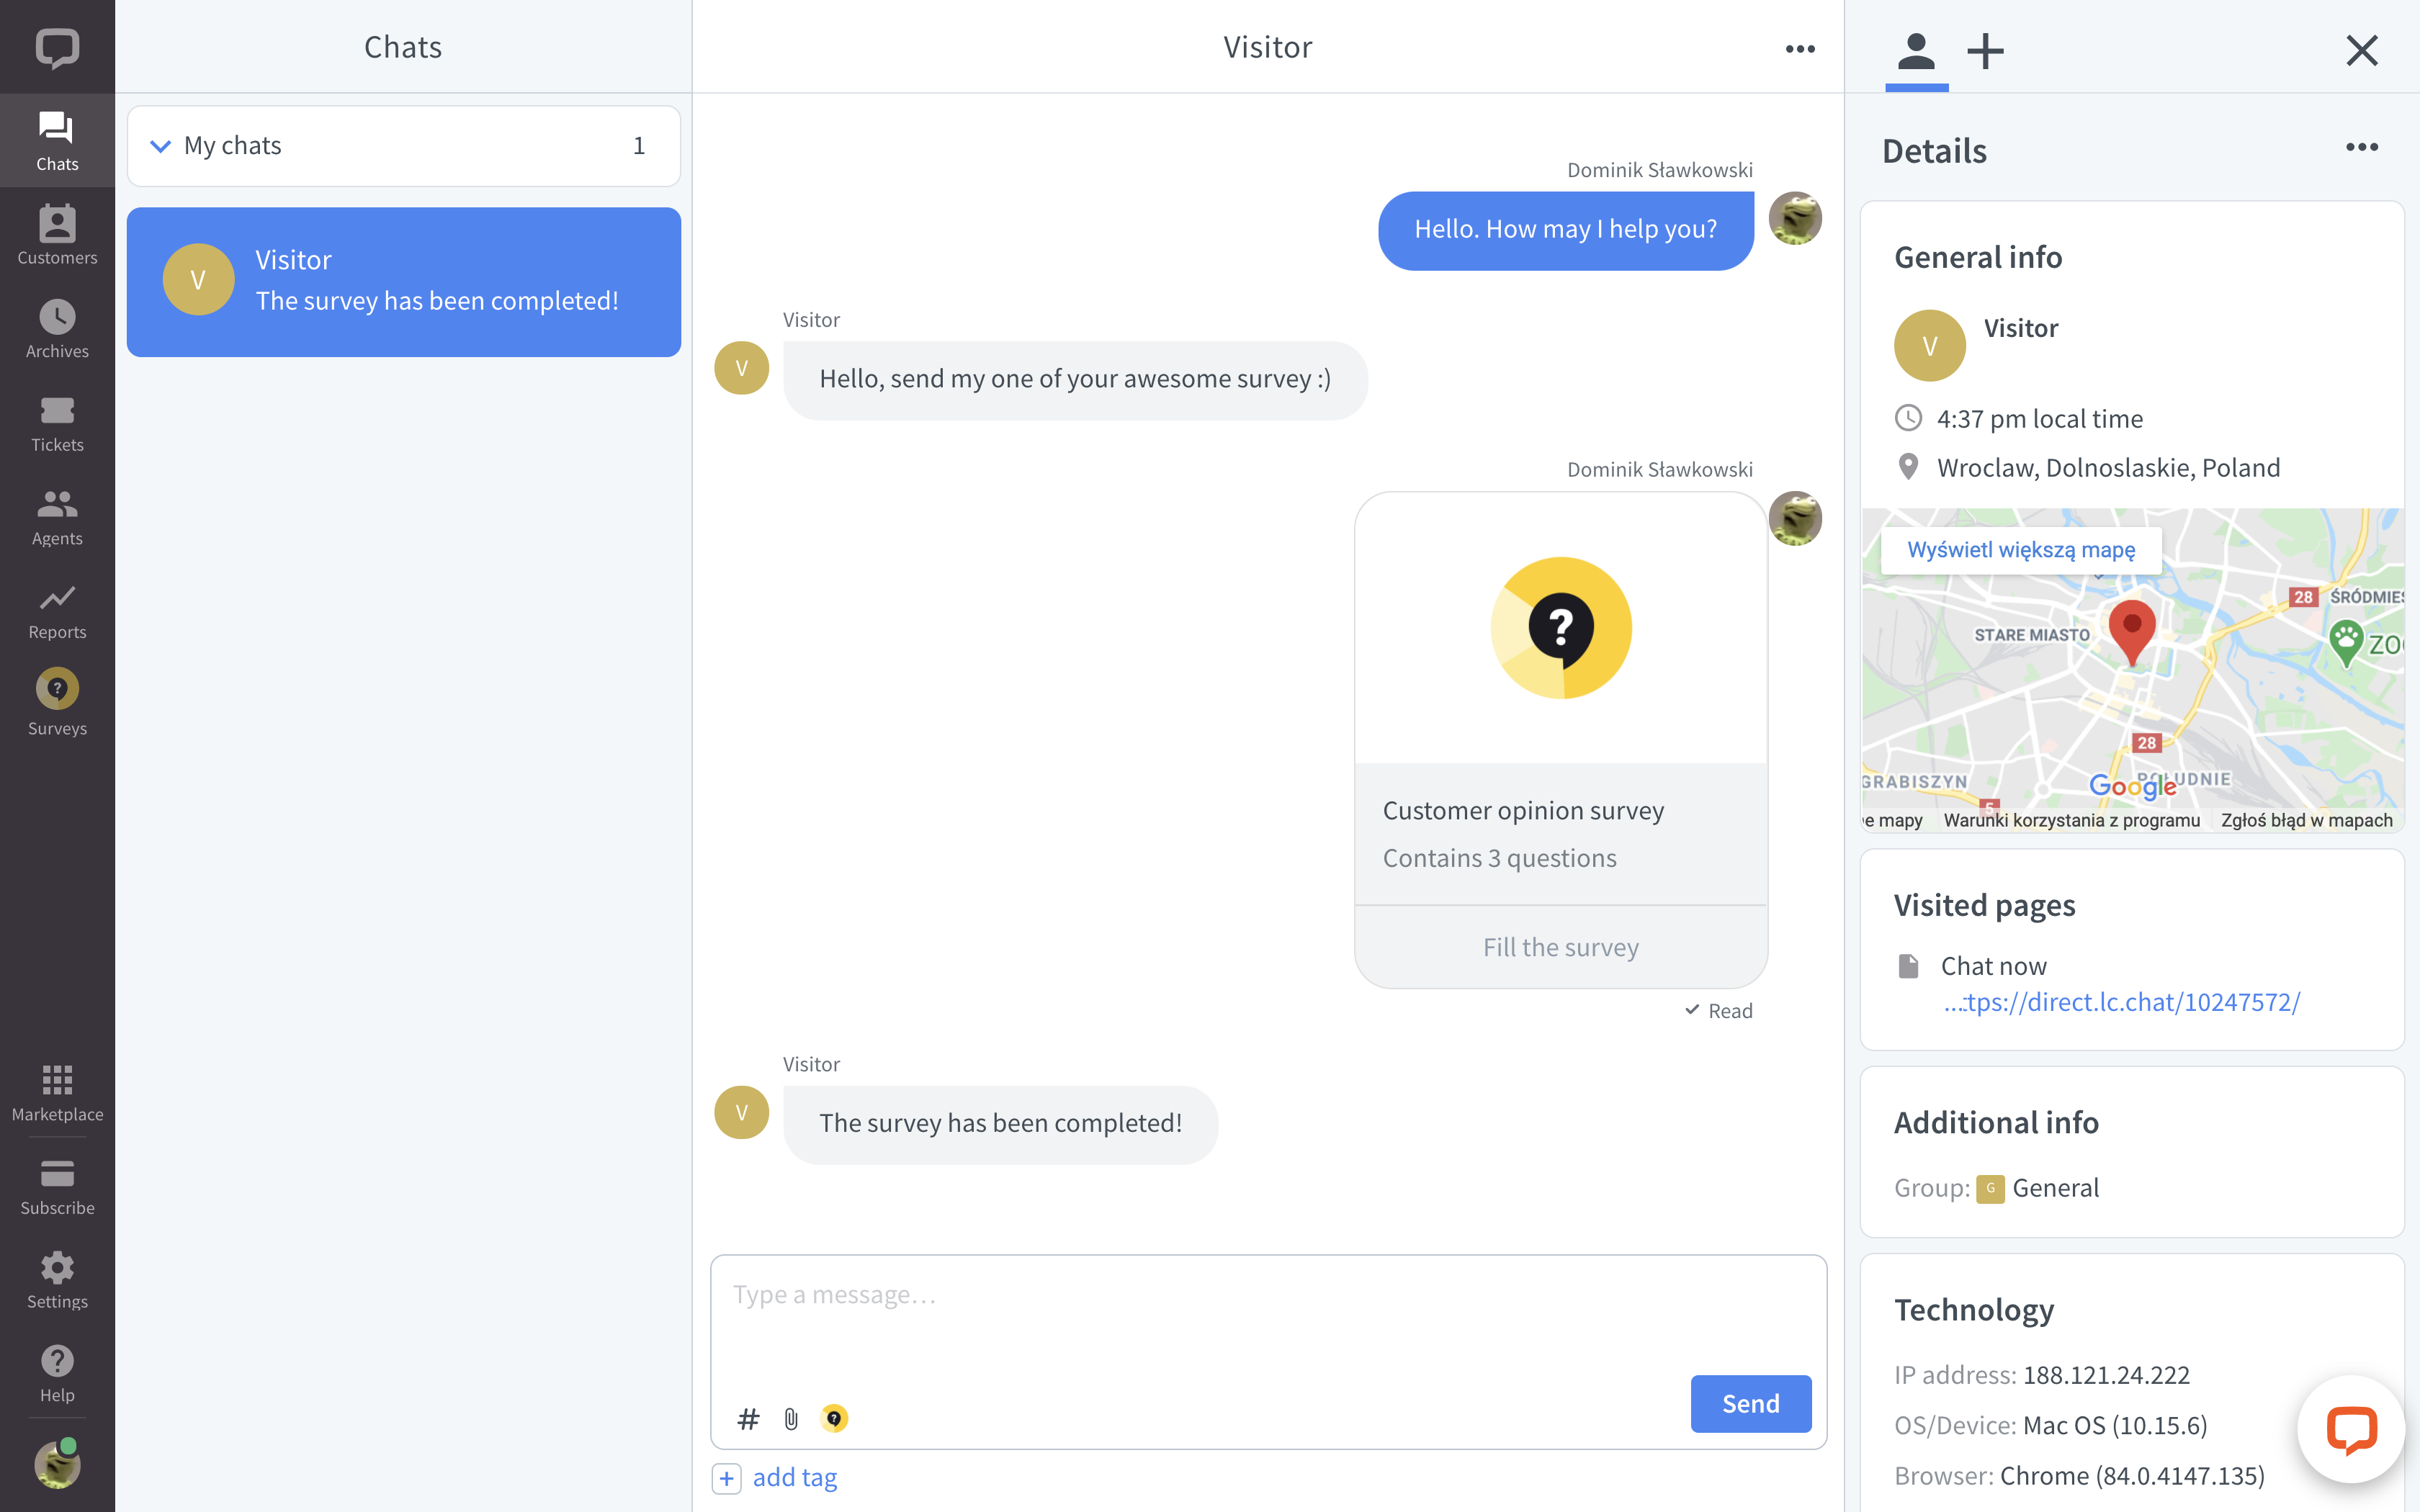 Chats
Customers
Archives
Tickets
Agents
Reports
?
Surveys
Marketplace
Subscribe
Settings
?
Help
Chats
My chats
1
V
Visitor
The survey has been completed!
Visitor
Dominik Sławkowski
Hello. How may I help you?
Visitor
V
Hello, send my one of your awesome survey :)
Dominik Sławkowski
?
Customer opinion survey
Contains 3 questions
Fill the survey
Read
Visitor
V
The survey has been completed!
Type a message...
#
?
Send
+ add tag
Details
General info
V
Visitor
4:37 pm local time
Wroclaw, Dolnoslaskie, Poland
Wyświetl większą mapę
28
ŚRÓDMIEŚ
STARE MIASTO
ZOO
28
GRABISZYN
Google
POŁUDNIE
5
e mapy
Warunki korzystania z programu
Zgłoś błąd w mapach
Visited pages
Chat now
...tps://direct.lc.chat/10247572/
Additional info
Group: G General
Technology
IP address: 188.121.24.222
OS/Device: Mac OS (10.15.6)
Browser: Chrome (84.0.4147.135)